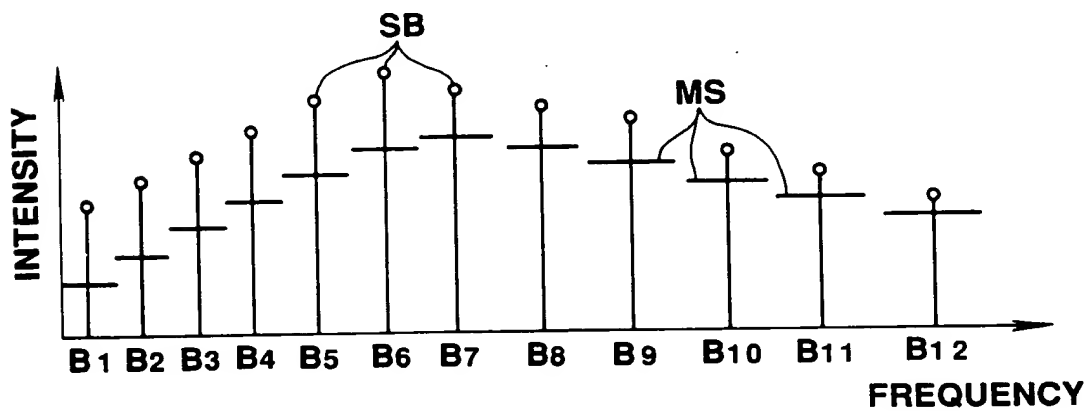 SB
MS
INTENSITY
B1 B2 B3 B4 B5 B6 B7 B8 B9 B10 B11 B12
FREQUENCY